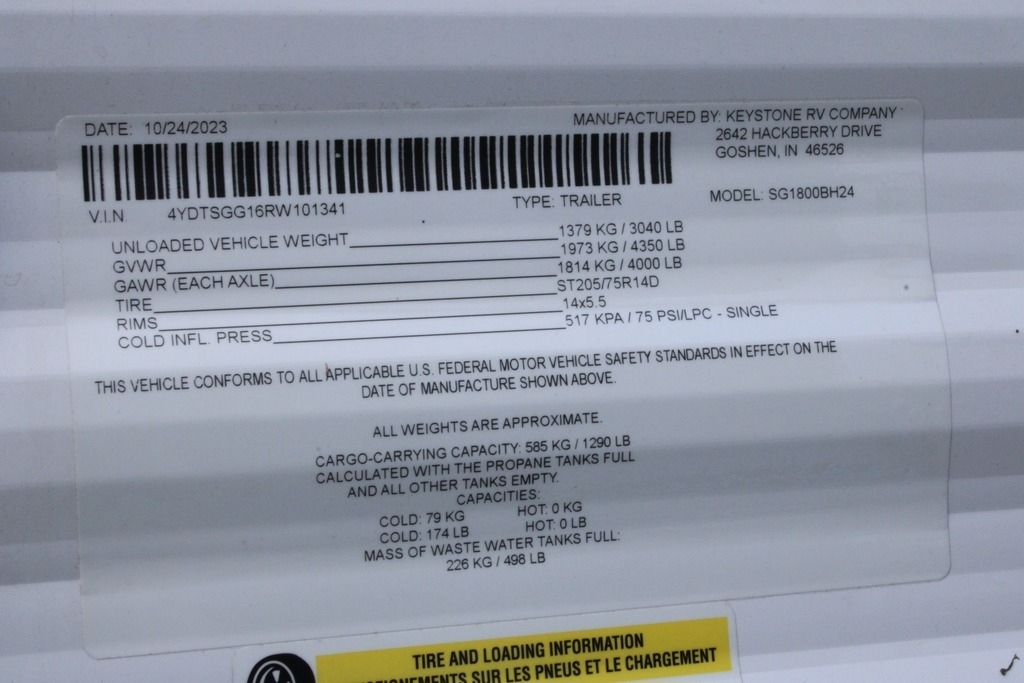 DATE: 10/24/2023
MANUFACTURED BY: KEYSTONE RV COMPANY
2642 HACKBERRY DRIVE
GOSHEN, IN 46526
V.I.N 4YDTSGG16RW101341
TYPE: TRAILER
MODEL: SG1800BH24
UNLOADED VEHICLE WEIGHT 1379 KG / 3040 LB
GVWR 1973 KG / 4350 LB
GAWR (EACH AXLE) 1814 KG / 4000 LB
TIRE ST205/75R14D
RIMS 14x5.5
COLD INFL. PRESS 517 KPA / 75 PSI/LPC - SINGLE
THIS VEHICLE CONFORMS TO ALL APPLICABLE U.S. FEDERAL MOTOR VEHICLE SAFETY STANDARDS IN EFFECT ON THE
DATE OF MANUFACTURE SHOWN ABOVE.
ALL WEIGHTS ARE APPROXIMATE.
CARGO-CARRYING CAPACITY: 585 KG / 1290 LB
CALCULATED WITH THE PROPANE TANKS FULL
AND ALL OTHER TANKS EMPTY.
CAPACITIES:
COLD: 79 KG HOT: 0 KG
COLD: 174 LB HOT: 0 LB
MASS OF WASTE WATER TANKS FULL:
226 KG / 498 LB
TIRE AND LOADING INFORMATION
SUR LES PNEUS ET LE CHARGEMENT